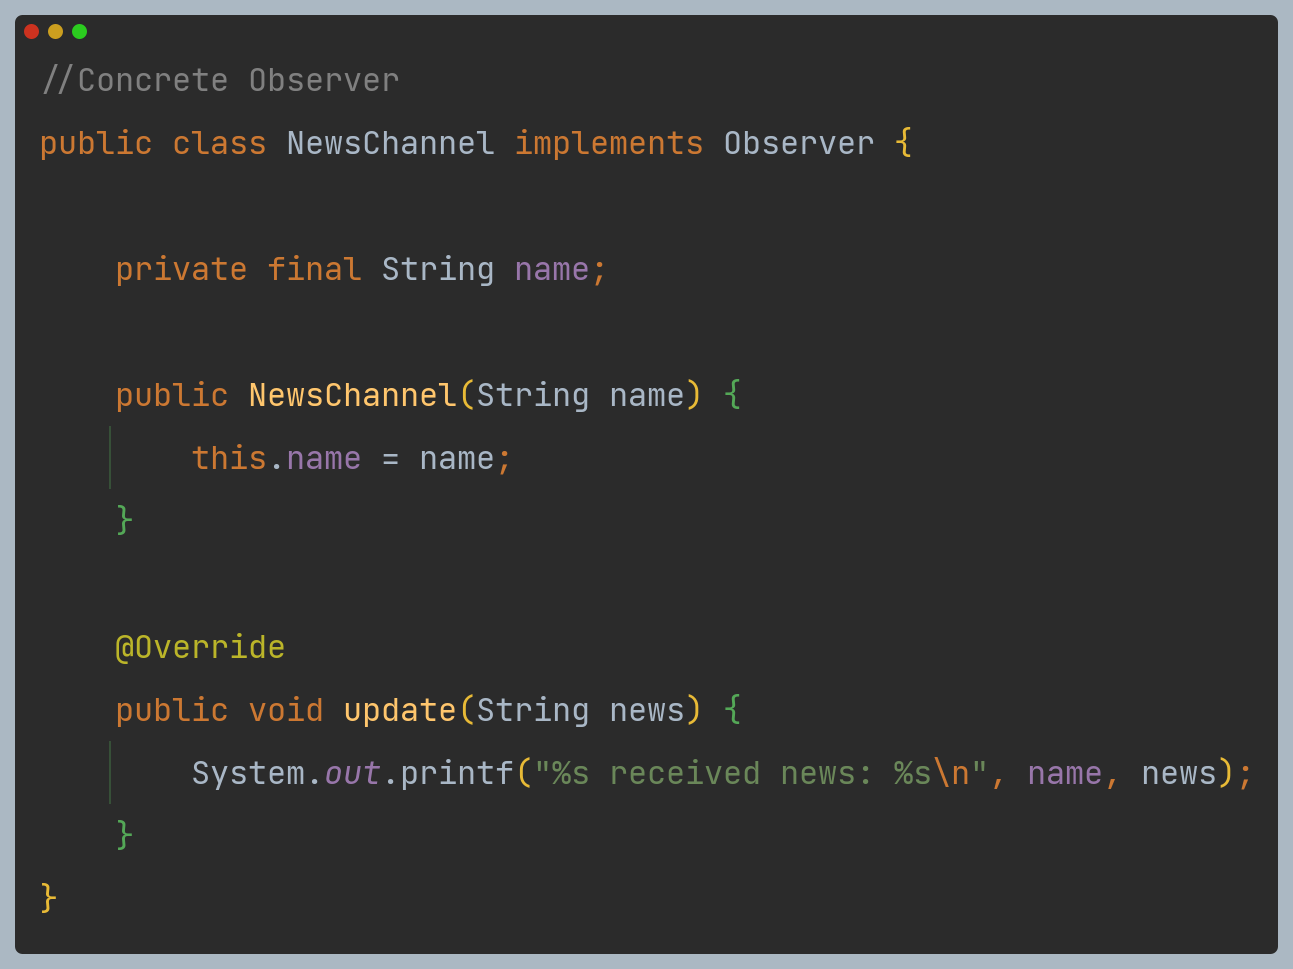 //Concrete Observer
public class NewsChannel implements Observer {
    private final String name;
    public NewsChannel(String name) {
        this.name = name;
    }
    @Override
    public void update(String news) {
        System.out.printf("%s received news: %s\n", name, news);
    }
}